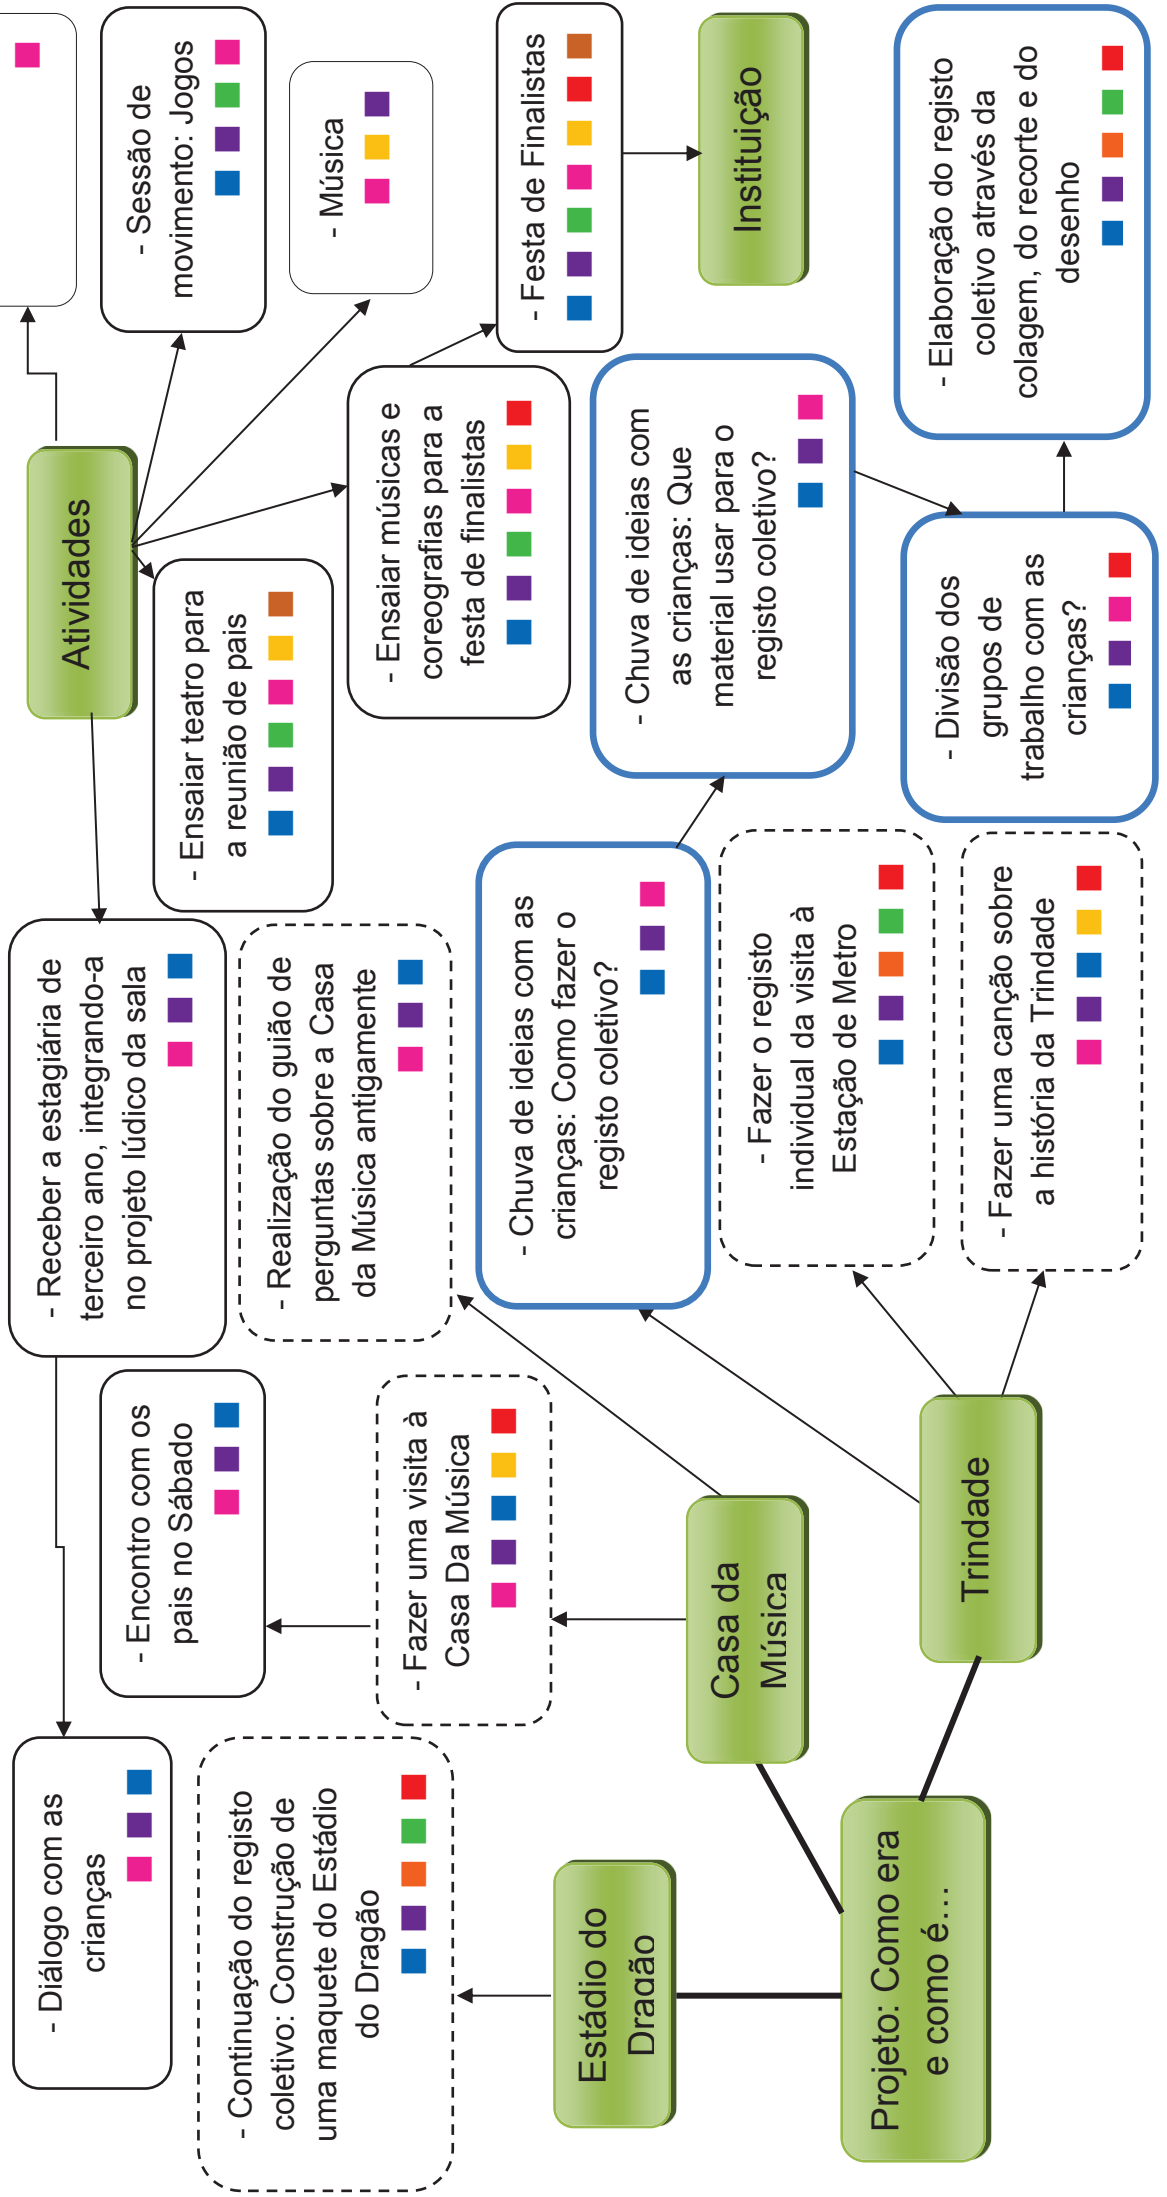 - Diálogo com as
crianças
- Receber a estagiária de
terceiro ano, integrando-a
no projeto lúdico da sala
Atividades
- Sessão de
movimento: Jogos
- Encontro com os
pais no Sábado
- Ensaiar teatro para
a reunião de pais
- Música
- Continuação do registo
coletivo: Construção de
uma maquete do Estádio
do Dragão
- Realização do guião de
perguntas sobre a Casa
da Música antigamente
- Fazer uma visita à
Casa Da Música
- Ensaiar músicas e
coreografias para a
festa de finalistas
- Festa de Finalistas
- Chuva de ideias com as
crianças: Como fazer o
registo coletivo?
- Chuva de ideias com
as crianças: Que
material usar para o
registo coletivo?
Instituição
Estádio do
Dragão
Casa da
Música
- Fazer o registo
individual da visita à
Estação de Metro
- Divisão dos
grupos de
trabalho com as
crianças?
- Elaboração do registo
coletivo através da
colagem, do recorte e do
desenho
Projeto: Como era
e como é…
Trindade
- Fazer uma canção sobre
a história da Trindade